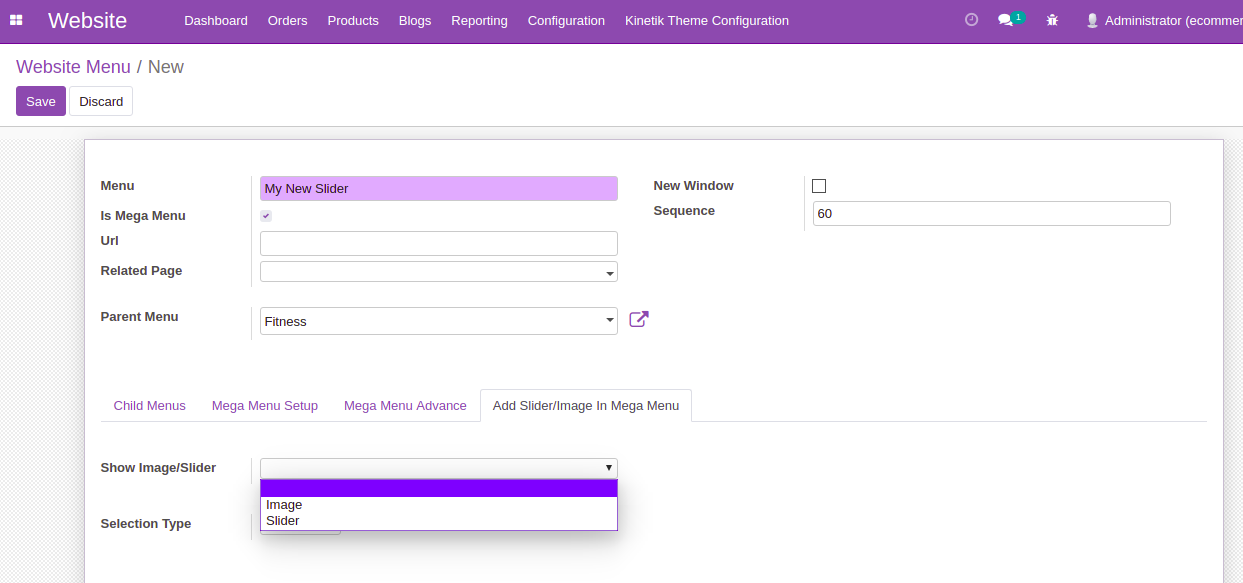 Website Dashboard Orders Products Blogs Reporting Configuration Kinetik Theme Configuration 1 Administrator (ecommer
Website Menu / New
Save Discard
Menu My New Slider New Window
Is Mega Menu Sequence 60
Url
Related Page
Parent Menu Fitness
Child Menus Mega Menu Setup Mega Menu Advance Add Slider/Image In Mega Menu
Show Image/Slider
Image
Slider
Selection Type